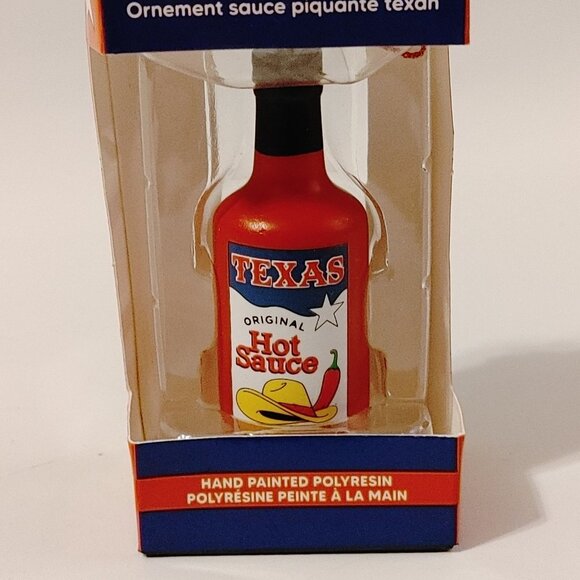 Ornement sauce piquante texan
TEXAS
ORIGINAL
Hot
Sauce
HAND PAINTED POLYRESIN
POLYRÉSINE PEINTE À LA MAIN